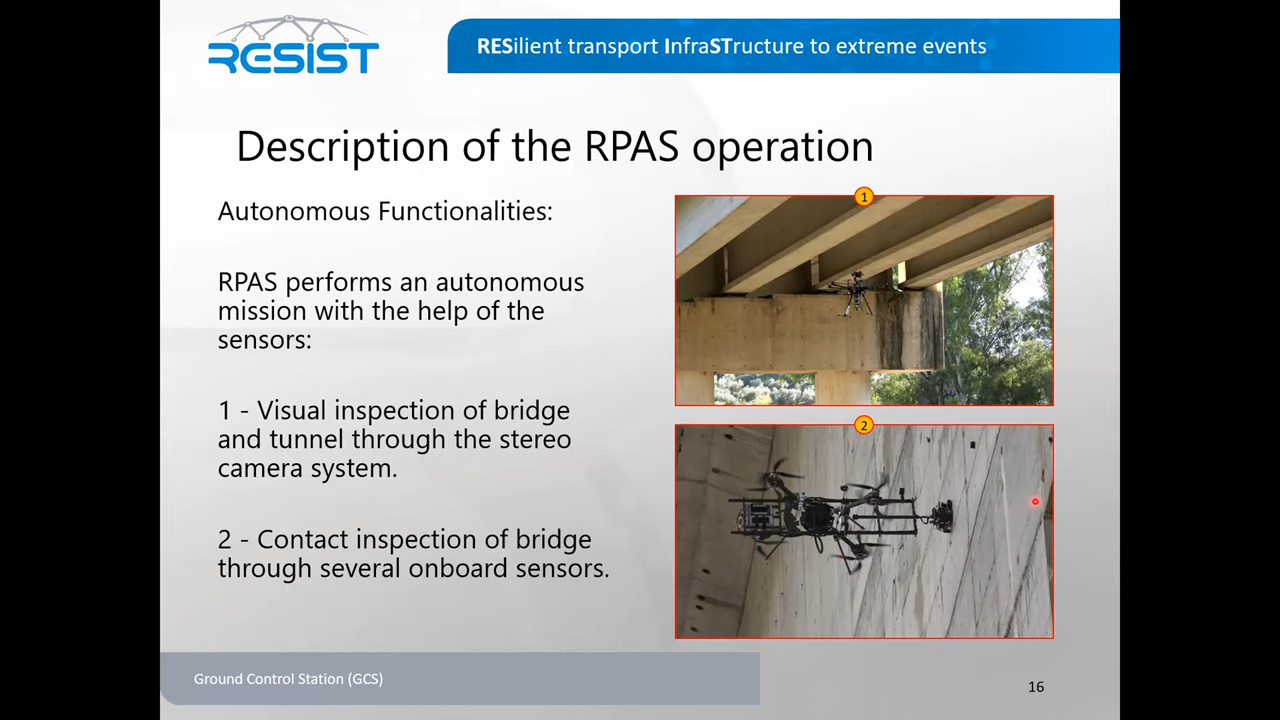 RESIST
RESilient transport InfraSTructure to extreme events
Description of the RPAS operation
Autonomous Functionalities:
RPAS performs an autonomous
mission with the help of the
sensors:
1 - Visual inspection of bridge
and tunnel through the stereo
camera system.
2 - Contact inspection of bridge
through several onboard sensors.
1
2
Ground Control Station (GCS)
16